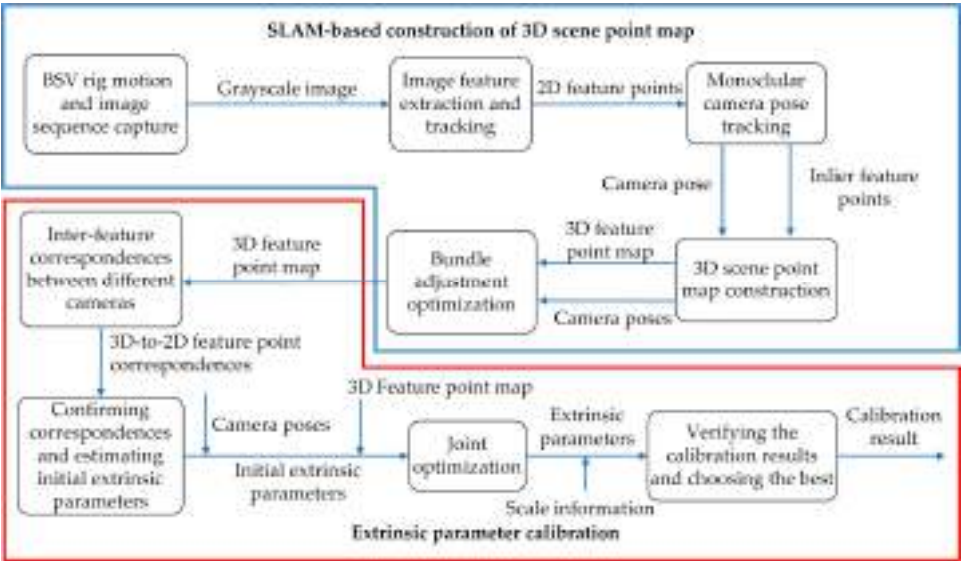 SLAM-based construction of 3D scene point map
BSV rig motion
and image
sequence capture
Grayscale image
Image feature
extraction and
tracking
2D feature points
Monoclular
camera pose
tracking
Camera pose
Inlier feature
points
3D scene point
map construction
3D feature
point map
Camera poses
Bundle
adjustment
optimization
3D feature
point map
Inter-feature
correspondences
between different
cameras
3D-to-2D feature point
correspondences
Confirming
correspondences
and estimating
initial extrinsic
parameters
Camera poses
3D Feature point map
Initial extrinsic
parameters
Joint
optimization
Extrinsic
parameters
Scale information
Verifying the
calibration results
and choosing the best
Calibration
result
Extrinsic parameter calibration